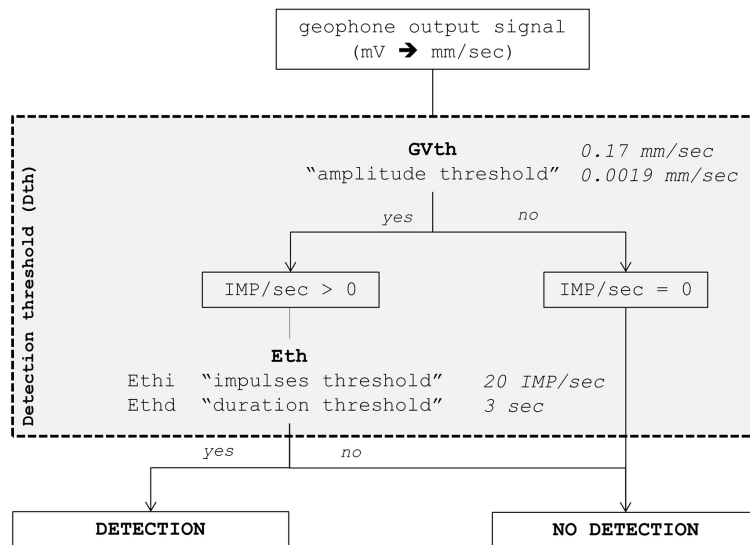 geophone output signal
(mV ➔ mm/sec)
Detection threshold (Dth)
GVth 0.17 mm/sec
“amplitude threshold” 0.0019 mm/sec
yes no
IMP/sec > 0 IMP/sec = 0
Eth
Ethi “impulses threshold” 20 IMP/sec
Ethd “duration threshold” 3 sec
yes no
DETECTION NO DETECTION